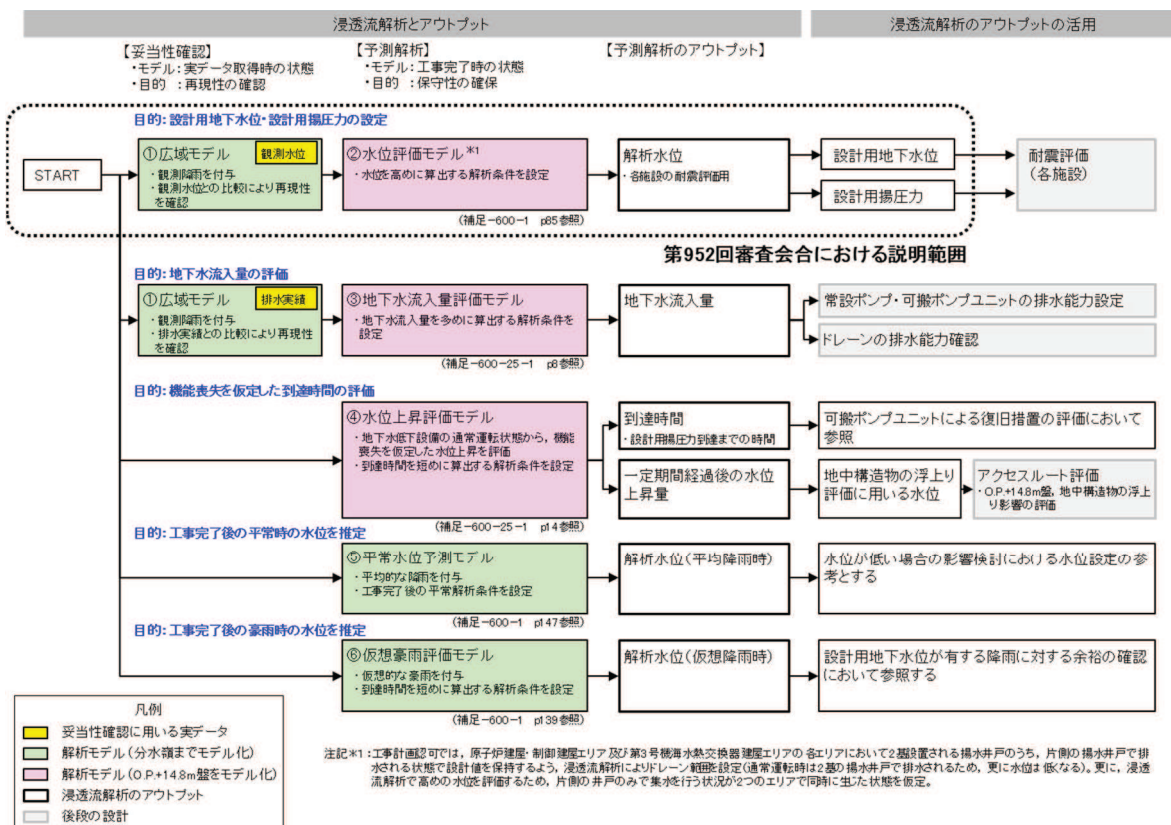 浸透流解析とアウトプット
浸透流解析のアウトプットの活用
【妥当性確認】
・モデル:実データ取得時の状態
・目的 :再現性の確認
【予測解析】
・モデル:工事完了時の状態
・目的 :保守性の確保
【予測解析のアウトプット】
目的:設計用地下水位・設計用揚圧力の設定
START
①広域モデル
観測水位
・観測降雨を付与
・観測水位との比較により再現性
を確認
②水位評価モデル*1
・水位を高めに算出する解析条件を設定
(補足-600-1 p85参照)
解析水位
・各施設の耐震評価用
設計用地下水位
設計用揚圧力
耐震評価
(各施設)
第952回審査会合における説明範囲
目的:地下水流入量の評価
①広域モデル
排水実績
・観測降雨を付与
・排水実績との比較により再現性
を確認
③地下水流入量評価モデル
・地下水流入量を多めに算出する解析条件を
設定
(補足-600-25-1 p8参照)
地下水流入量
常設ポンプ・可搬ポンプユニットの排水能力設定
ドレーンの排水能力確認
目的:機能喪失を仮定した到達時間の評価
④水位上昇評価モデル
・地下水低下設備の通常運転状態から,機能
喪失を仮定した水位上昇を評価
・到達時間を短めに算出する解析条件を設定
(補足-600-25-1 p14参照)
到達時間
・設計用揚圧力到達までの時間
可搬ポンプユニットによる復旧措置の評価において
参照
一定期間経過後の水位
上昇量
地中構造物の浮上り
評価に用いる水位
アクセスルート評価
・O.P.+14.8m盤,地中構造物の浮上
り影響の評価
目的:工事完了後の平常時の水位を推定
⑤平常水位予測モデル
・平均的な降雨を付与
・工事完了後の平常解析条件を設定
(補足-600-1 p147参照)
解析水位(平均降雨時)
水位が低い場合の影響検討における水位設定の参
考とする
目的:工事完了後の豪雨時の水位を推定
⑥仮想豪雨評価モデル
・仮想的な豪雨を付与
・到達時間を短めに算出する解析条件を設定
(補足-600-1 p139参照)
解析水位(仮想降雨時)
設計用地下水位が有する降雨に対する余裕の確認
において参照する
凡例
妥当性確認に用いる実データ
解析モデル(分水嶺までモデル化)
解析モデル(O.P.+14.8m盤をモデル化)
浸透流解析のアウトプット
後段の設計
注記*1:工事計画認可では,原子炉建屋・制御建屋エリア及び第3号機海水熱交換器建屋エリアの各エリアにおいて2基設置される揚水井戸のうち,片側の揚水井戸で排
水される状態で設計値を保持するよう,浸透流解析によりドレーン範囲を設定(通常運転時は2基の揚水井戸で排水されるため,更に水位は低くなる)。更に,浸透
流解析で高めの水位を評価するため,片側の井戸のみで集水を行う状況が2つのエリアで同時に生じた状態を仮定。